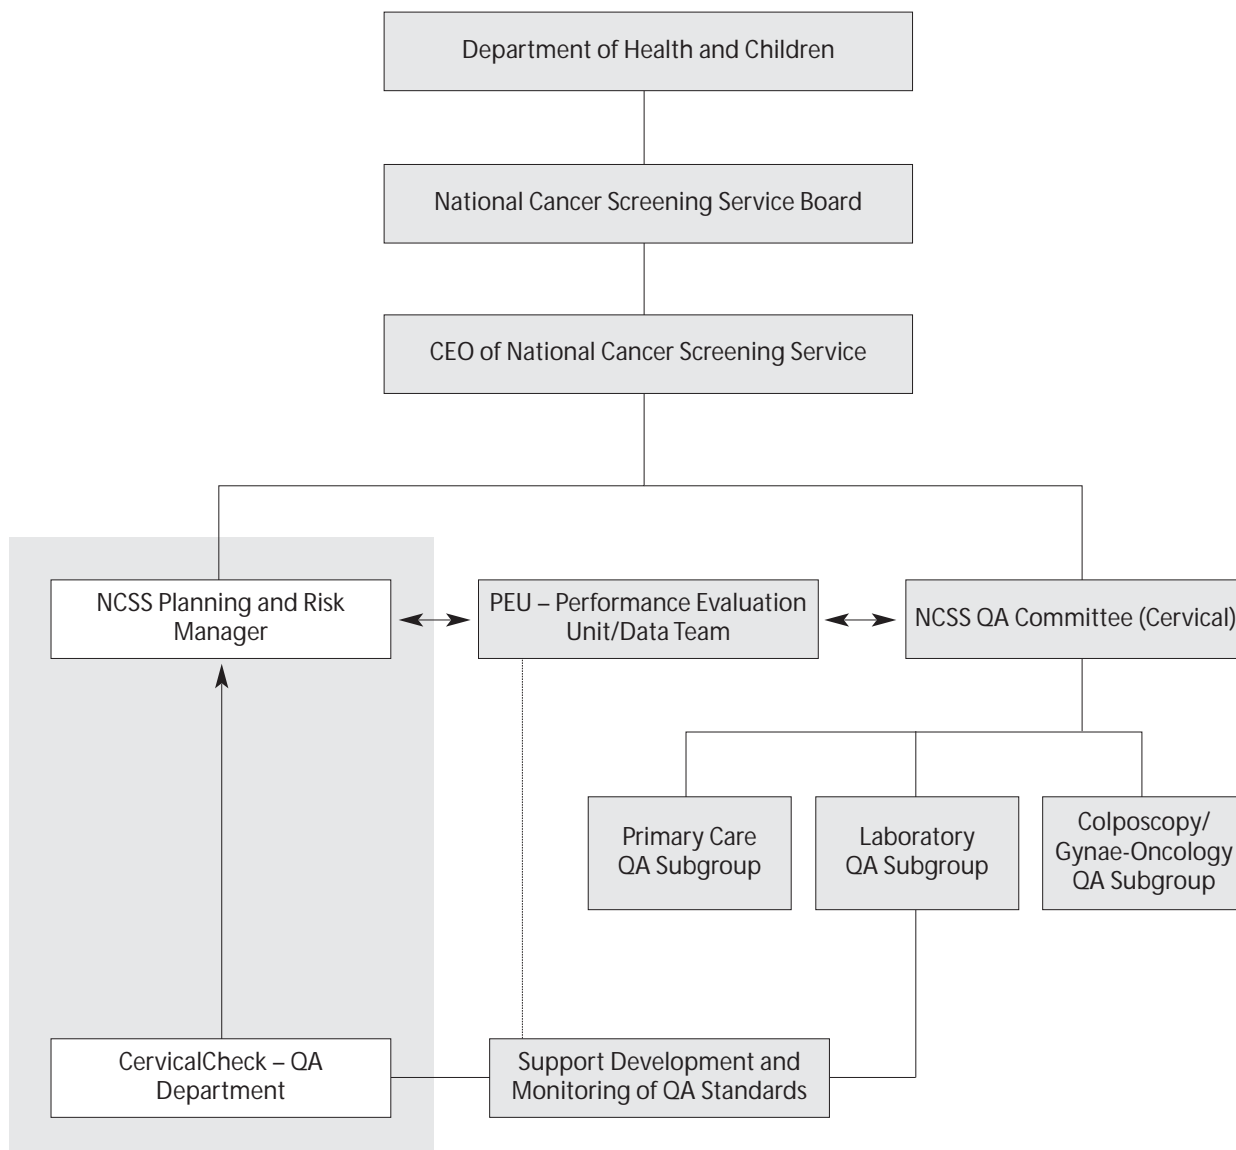 Department of Health and Children
National Cancer Screening Service Board
CEO of National Cancer Screening Service
NCSS Planning and Risk
Manager
PEU – Performance Evaluation
Unit/Data Team
NCSS QA Committee (Cervical)
Primary Care
QA Subgroup
Laboratory
QA Subgroup
Colposcopy/
Gynae-Oncology
QA Subgroup
CervicalCheck – QA
Department
Support Development and
Monitoring of QA Standards